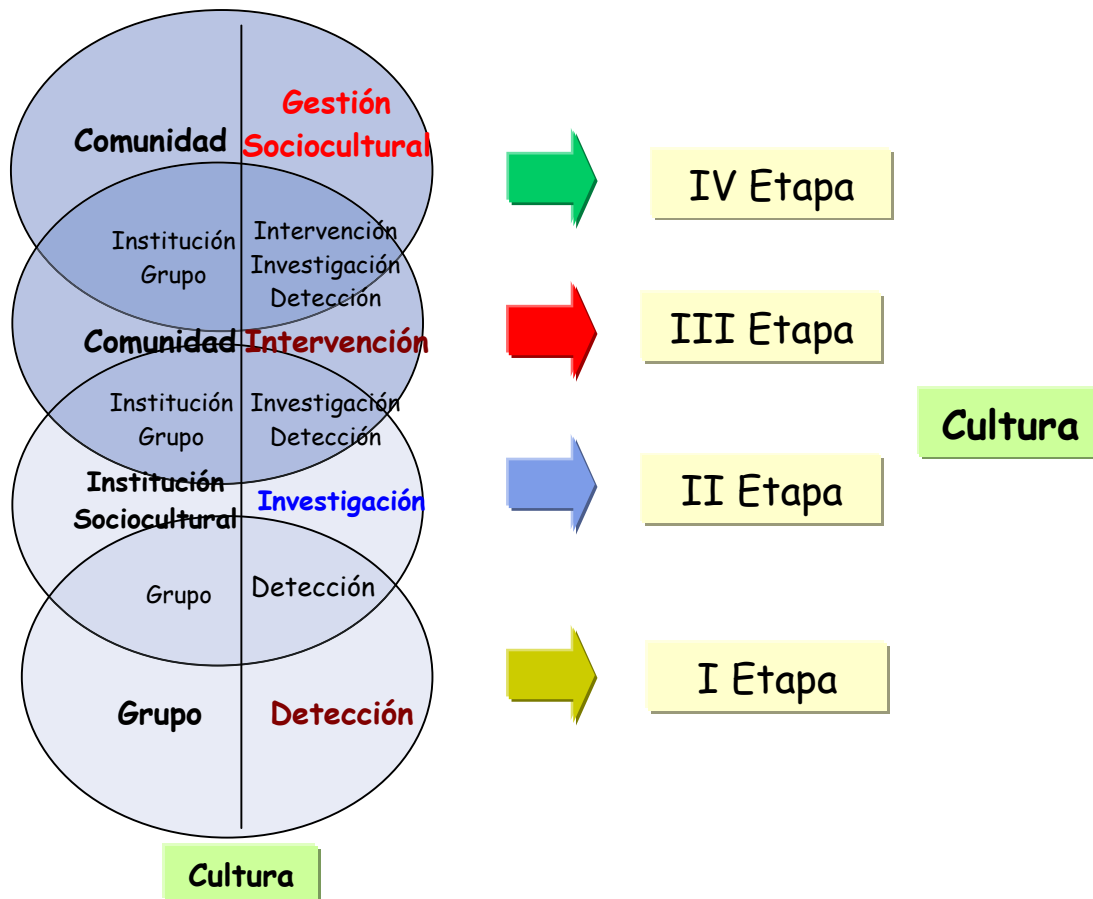 Gestión
Comunidad Sociocultural
IV Etapa
Institución Intervención
Grupo Investigación
Detección
Comunidad Intervención
III Etapa
Institución Investigación
Grupo Detección
Cultura
Institución
Sociocultural Investigación
II Etapa
Grupo Detección
I Etapa
Grupo Detección
Cultura